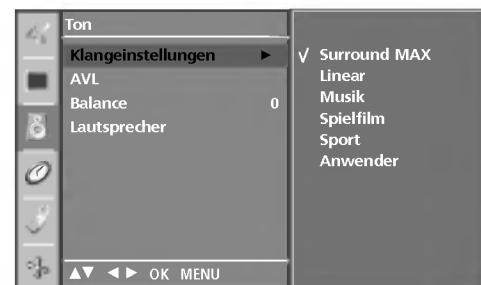 Ton
Klangeinstellungen ►
AVL
Balance 0
Lautsprecher
▲▼ ◄ ► OK MENU
√ Surround MAX
Linear
Musik
Spielfilm
Sport
Anwender